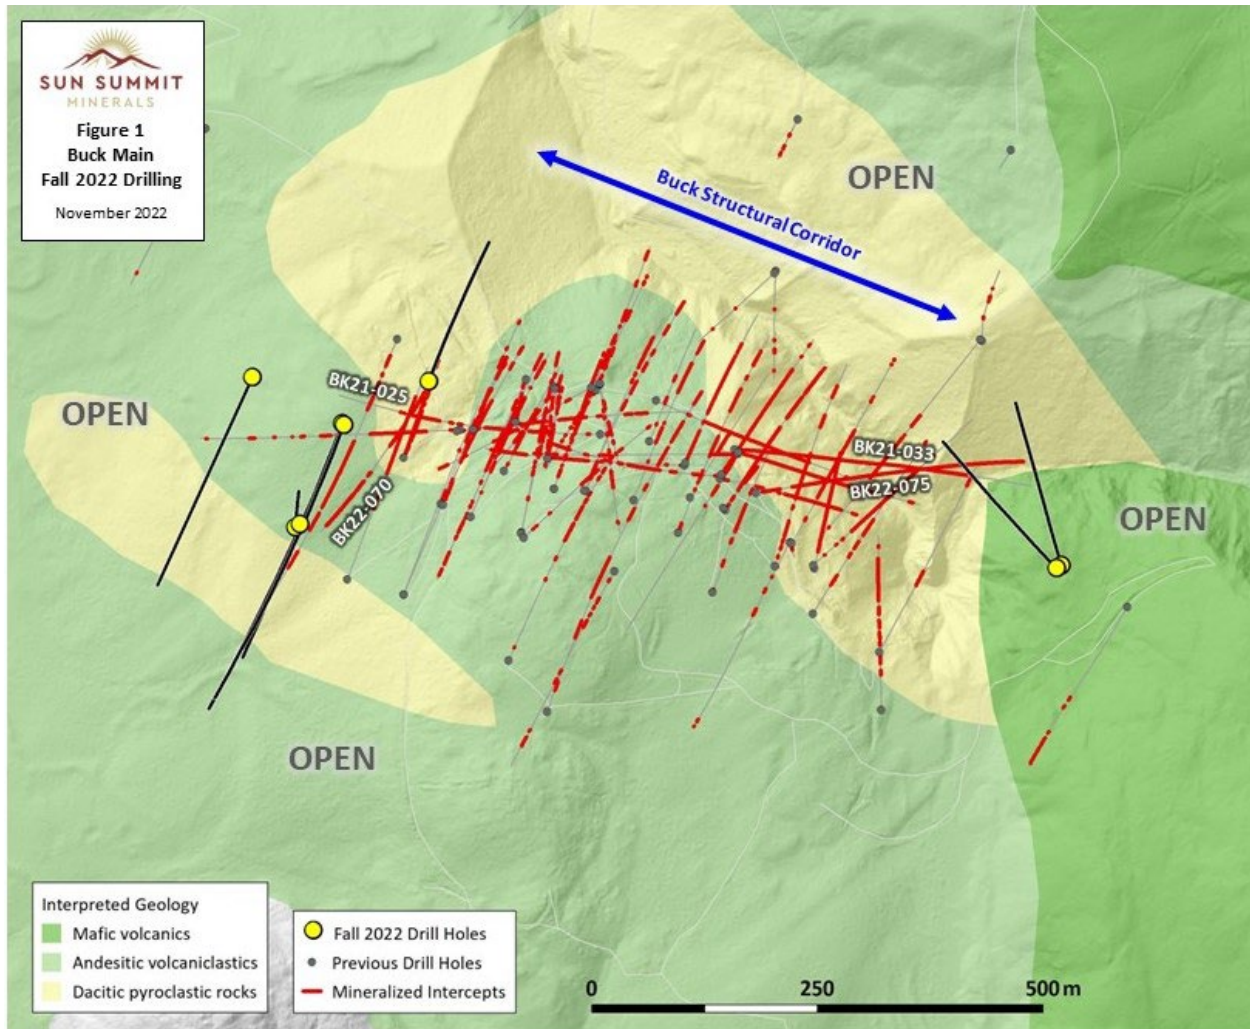 SUN SUMMIT
MINERALS
Figure 1
Buck Main
Fall 2022 Drilling
November 2022
OPEN
Buck Structural Corridor
BK21-025
OPEN
BK21-033
BK22-075
BK22-070
OPEN
OPEN
Interpreted Geology
Mafic volcanics
Andesitic volcaniclastics
Dacitic pyroclastic rocks
Fall 2022 Drill Holes
Previous Drill Holes
Mineralized Intercepts
0 250 500 m